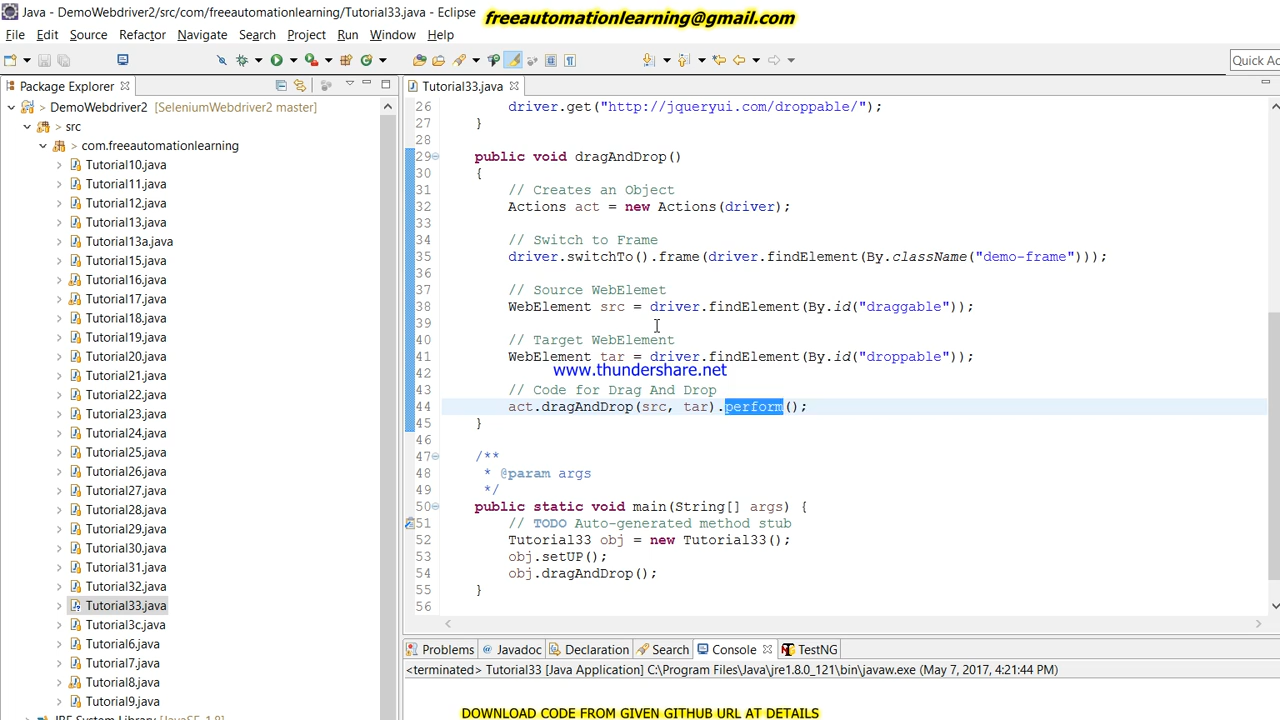 Java - DemoWebdriver2/src/com/freeautomationlearning/Tutorial33.java - Eclipse
freeautomationlearning@gmail.com
File Edit Source Refactor Navigate Search Project Run Window Help
Quick Ac
Package Explorer
DemoWebdriver2 [SeleniumWebdriver2 master]
src
com.freeautomationlearning
Tutorial10.java
Tutorial11.java
Tutorial12.java
Tutorial13.java
Tutorial13a.java
Tutorial15.java
Tutorial16.java
Tutorial17.java
Tutorial18.java
Tutorial19.java
Tutorial20.java
Tutorial21.java
Tutorial22.java
Tutorial23.java
Tutorial24.java
Tutorial25.java
Tutorial26.java
Tutorial27.java
Tutorial28.java
Tutorial29.java
Tutorial30.java
Tutorial31.java
Tutorial32.java
Tutorial33.java
Tutorial3c.java
Tutorial6.java
Tutorial7.java
Tutorial8.java
Tutorial9.java
Tutorial33.java
26 driver.get("http://jqueryui.com/droppable/");
27 }
28
29 public void dragAndDrop()
30 {
31 // Creates an Object
32 Actions act = new Actions(driver);
33
34 // Switch to Frame
35 driver.switchTo().frame(driver.findElement(By.className("demo-frame")));
36
37 // Source WebElemet
38 WebElement src = driver.findElement(By.id("draggable"));
39
40 // Target WebElement
41 WebElement tar = driver.findElement(By.id("droppable"));
42
www.thundershare.net
43 // Code for Drag And Drop
44 act.dragAndDrop(src, tar).perform();
45 }
46
47 /**
48 * @param args
49 */
50 public static void main(String[] args) {
51 // TODO Auto-generated method stub
52 Tutorial33 obj = new Tutorial33();
53 obj.setUP();
54 obj.dragAndDrop();
55 }
56
Problems Javadoc Declaration Search Console TestNG
<terminated> Tutorial33 [Java Application] C:\Program Files\Java\jre1.8.0_121\bin\javaw.exe (May 7, 2017, 4:21:44 PM)
DOWNLOAD CODE FROM GIVEN GITHUB URL AT DETAILS